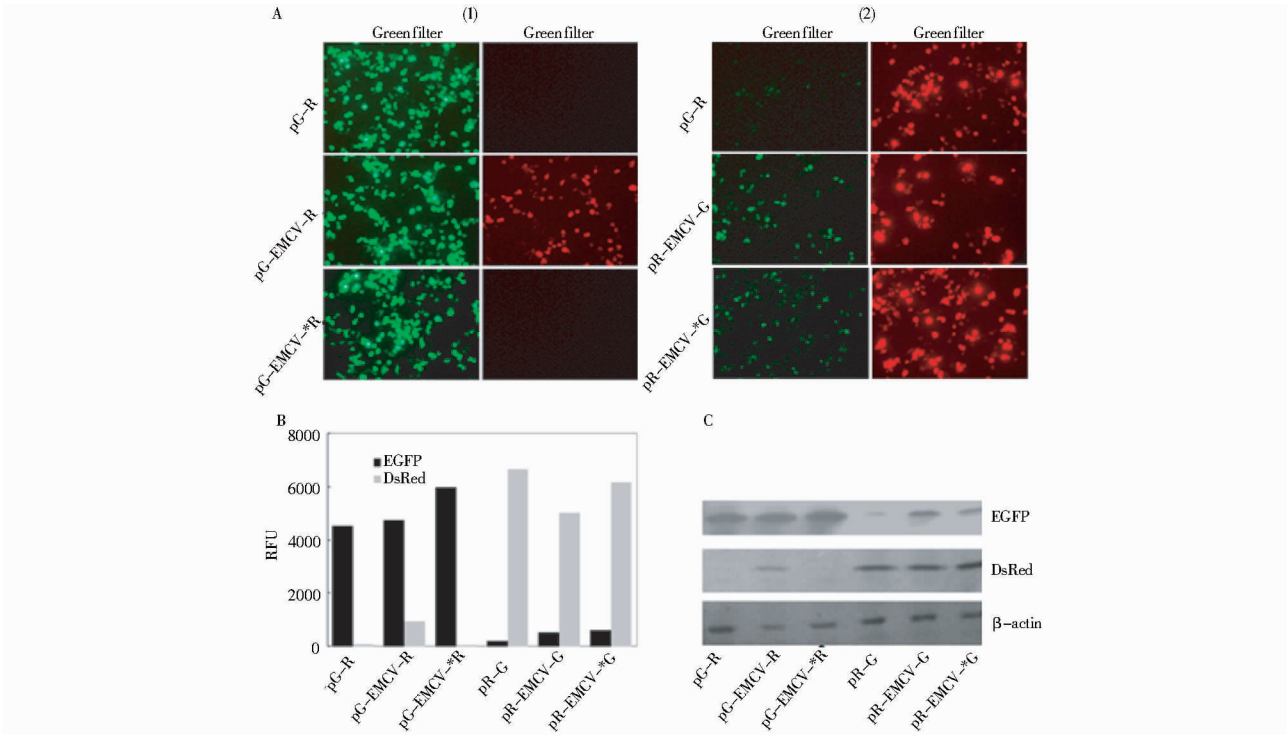 A
(1)
(2)
Green filter
Green filter
Green filter
Green filter
pG–R
pG–EMCV–R
pG–EMCV–*R
pG–R
pR–EMCV–G
pR–EMCV–*G
B
8000
6000
4000
2000
0
RFU
EGFP
DsRed
pG–R
pG–EMCV–R
pG–EMCV–*R
pR–G
pR–EMCV–G
pR–EMCV–*G
C
EGFP
DsRed
β–actin
pG–R
pG–EMCV–R
pG–EMCV–*R
pR–G
pR–EMCV–G
pR–EMCV–*G